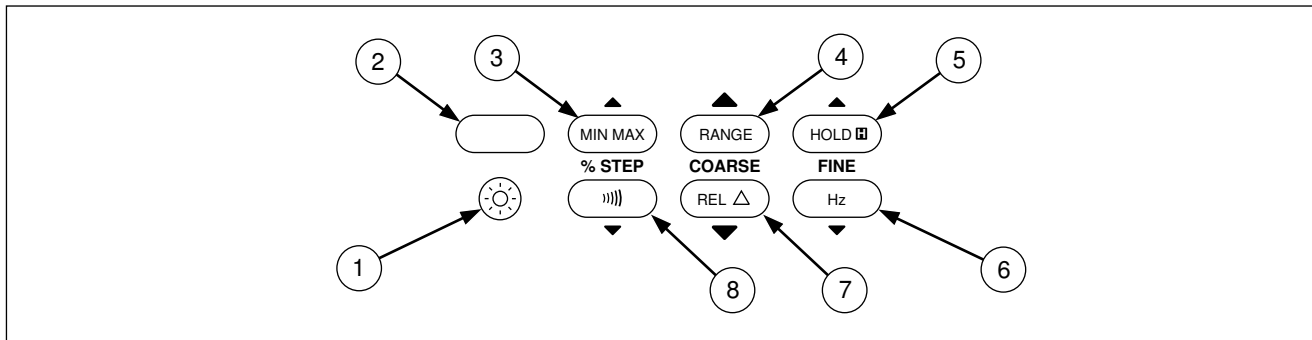 2 3 4 5
MIN MAX RANGE HOLD H
% STEP COARSE FINE
REL △ Hz
1 8 7 6